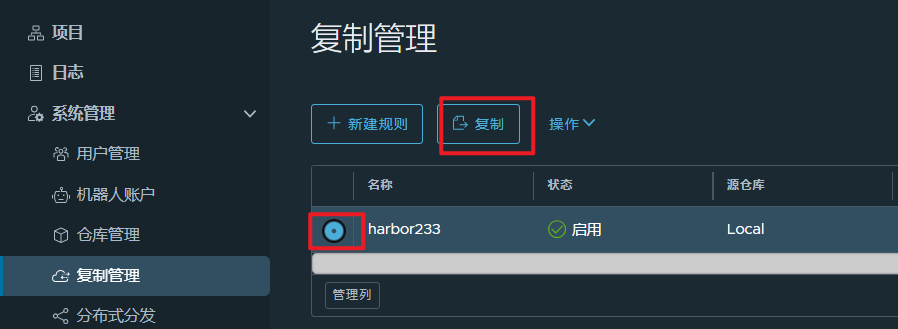 项目
日志
系统管理
用户管理
机器人账户
仓库管理
复制管理
分布式分发
复制管理
新建规则 复制 操作
名称 状态 源仓库
harbor233 启用 Local
管理列